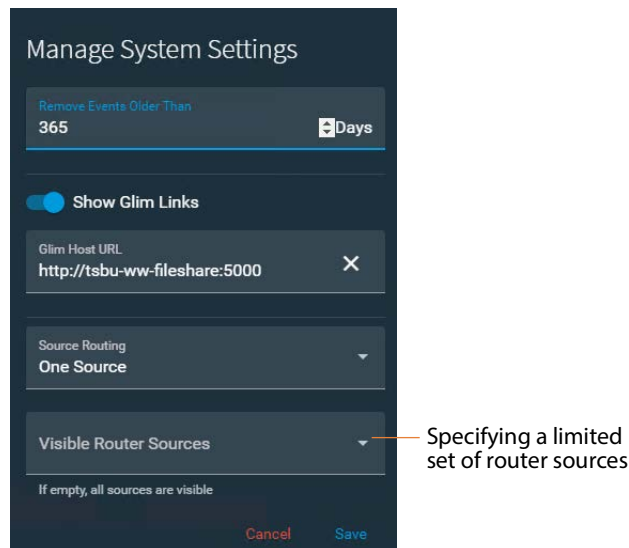 Manage System Settings
Remove Events Older Than
365 Days
Show Glim Links
Glim Host URL
http://tsbu-ww-fileshare:5000
Source Routing
One Source
Visible Router Sources
Specifying a limited
set of router sources
If empty, all sources are visible
Cancel Save